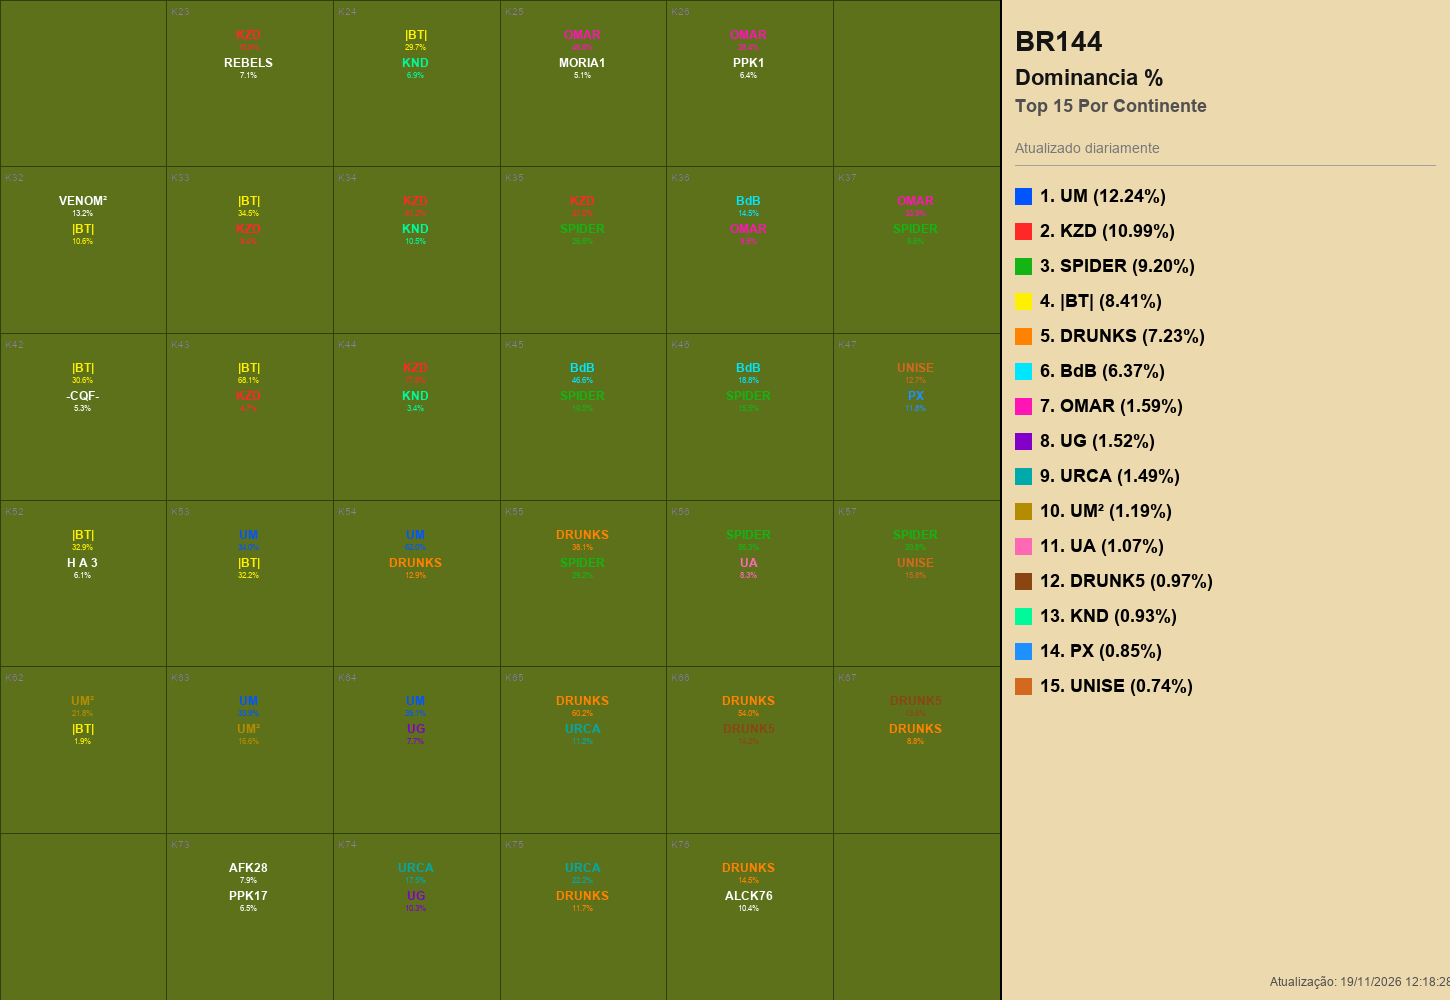 K23
KZD
REBELS
7.1%
K24
|BT|
29.7%
KND
6.9%
K25
OMAR
MORIA1
5.1%
K26
OMAR
PPK1
6.4%
K32
VENOM²
13.2%
|BT|
10.6%
K33
|BT|
34.5%
KZD
K34
KZD
KND
10.5%
K35
KZD
SPIDER
K36
BdB
14.5%
OMAR
K37
OMAR
SPIDER
K42
|BT|
30.6%
-CQF-
5.3%
K43
|BT|
68.1%
KZD
K44
KZD
KND
3.4%
K45
BdB
46.6%
SPIDER
K46
BdB
18.8%
SPIDER
K47
UNISE
12.7%
PX
K52
|BT|
32.9%
H A 3
6.1%
K53
UM
|BT|
32.2%
K54
UM
DRUNKS
12.9%
K55
DRUNKS
38.1%
SPIDER
K56
SPIDER
UA
8.3%
K57
SPIDER
UNISE
K62
UM²
21.8%
|BT|
1.9%
K63
UM
UM²
16.6%
K64
UM
UG
7.7%
K65
DRUNKS
60.2%
URCA
11.2%
K66
DRUNKS
54.0%
DRUNK5
K67
DRUNK5
DRUNKS
8.8%
K73
AFK28
7.9%
PPK17
6.5%
K74
URCA
UG
K75
URCA
DRUNKS
11.7%
K76
DRUNKS
14.5%
ALCK76
10.4%
BR144
Dominancia %
Top 15 Por Continente
Atualizado diariamente
1. UM (12.24%)
2. KZD (10.99%)
3. SPIDER (9.20%)
4. |BT| (8.41%)
5. DRUNKS (7.23%)
6. BdB (6.37%)
7. OMAR (1.59%)
8. UG (1.52%)
9. URCA (1.49%)
10. UM² (1.19%)
11. UA (1.07%)
12. DRUNK5 (0.97%)
13. KND (0.93%)
14. PX (0.85%)
15. UNISE (0.74%)
Atualização: 19/11/2026 12:18:28